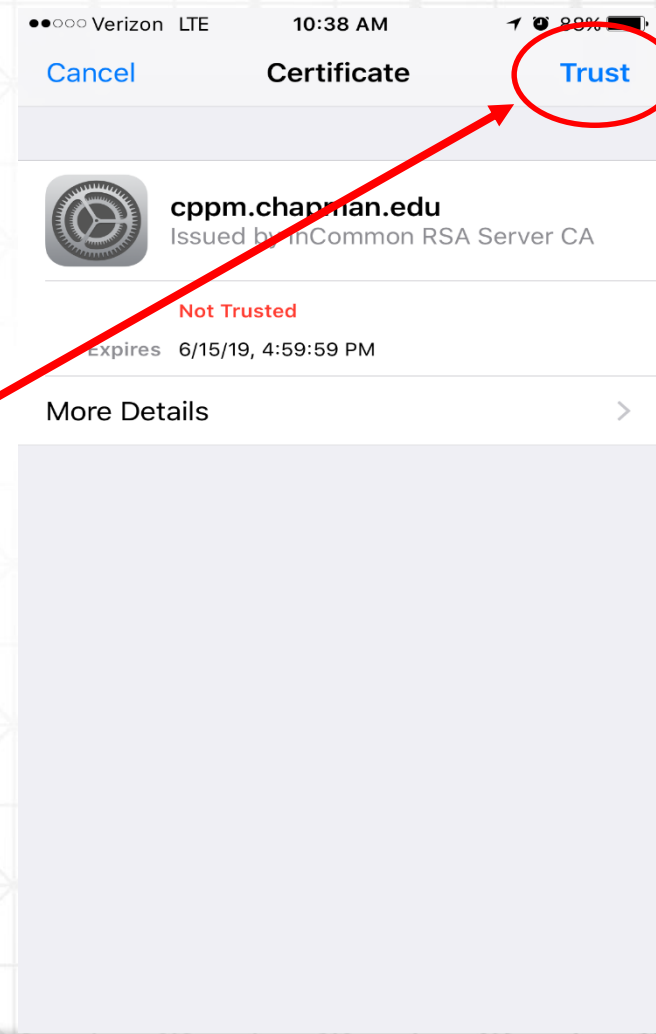 Verizon LTE 10:38 AM 88%
Cancel Certificate Trust
cppm.chapman.edu
Issued by InCommon RSA Server CA
Not Trusted
Expires 6/15/19, 4:59:59 PM
More Details